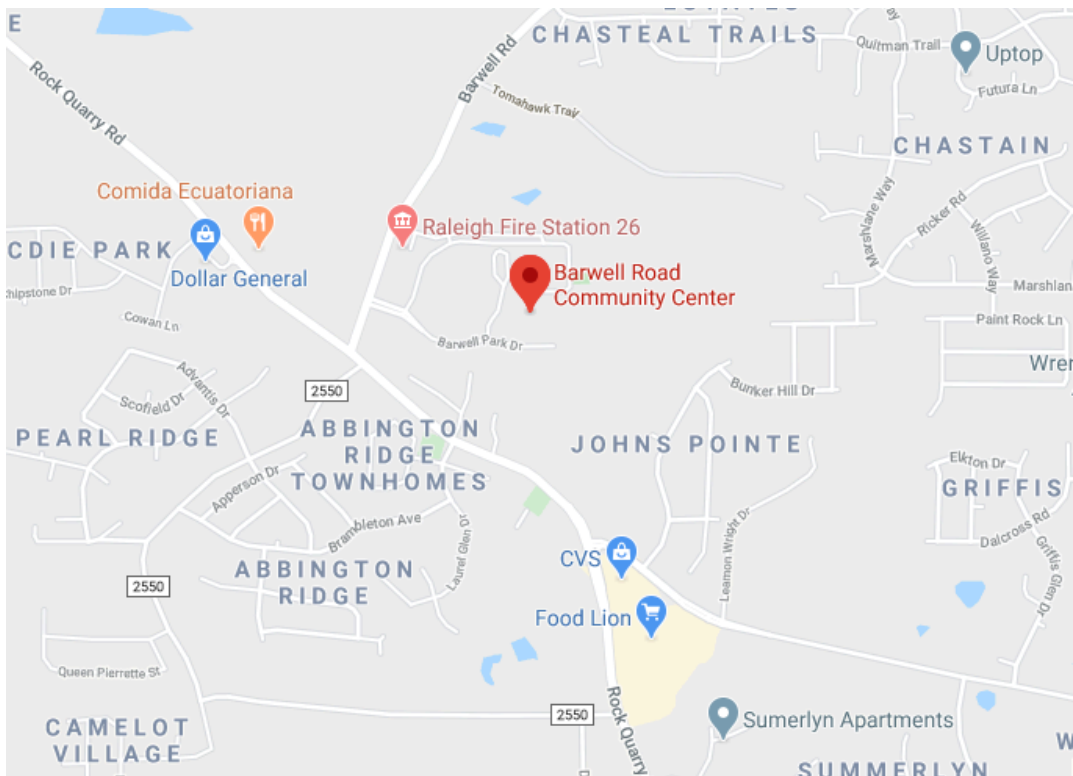 E
ESTATES
CHASTEAL TRAILS
Quitman Trail
Uptop
Futura Ln
Rock Quarry Rd
Barwell Rd
Tomahawk Trail
CHASTAIN
Marshlane Way
Ricker Rd
Willano Way
Comida Ecuatoriana
Raleigh Fire Station 26
CDIE PARK
Dollar General
Barwell Road
Community Center
Chipstone Dr
Marshlan
Cowan Ln
Paint Rock Ln
Barwell Park Dr
Wrer
Advantis Dr
2550
Bunker Hill Dr
Scofield Dr
PEARL RIDGE
ABBINGTON
RIDGE
TOWNHOMES
JOHNS POINTE
Elkton Dr
GRIFFIS
Apperson Dr
Brambleton Ave
Laurel Glen Dr
Leamon Wright Dr
Dalcross Rd
Griffis Glen Dr
CVS
ABBINGTON
RIDGE
2550
Food Lion
Queen Pierrette St
Rock Quarry
2550
CAMELOT
VILLAGE
Sumerlyn Apartments
W
SUMMERLYN